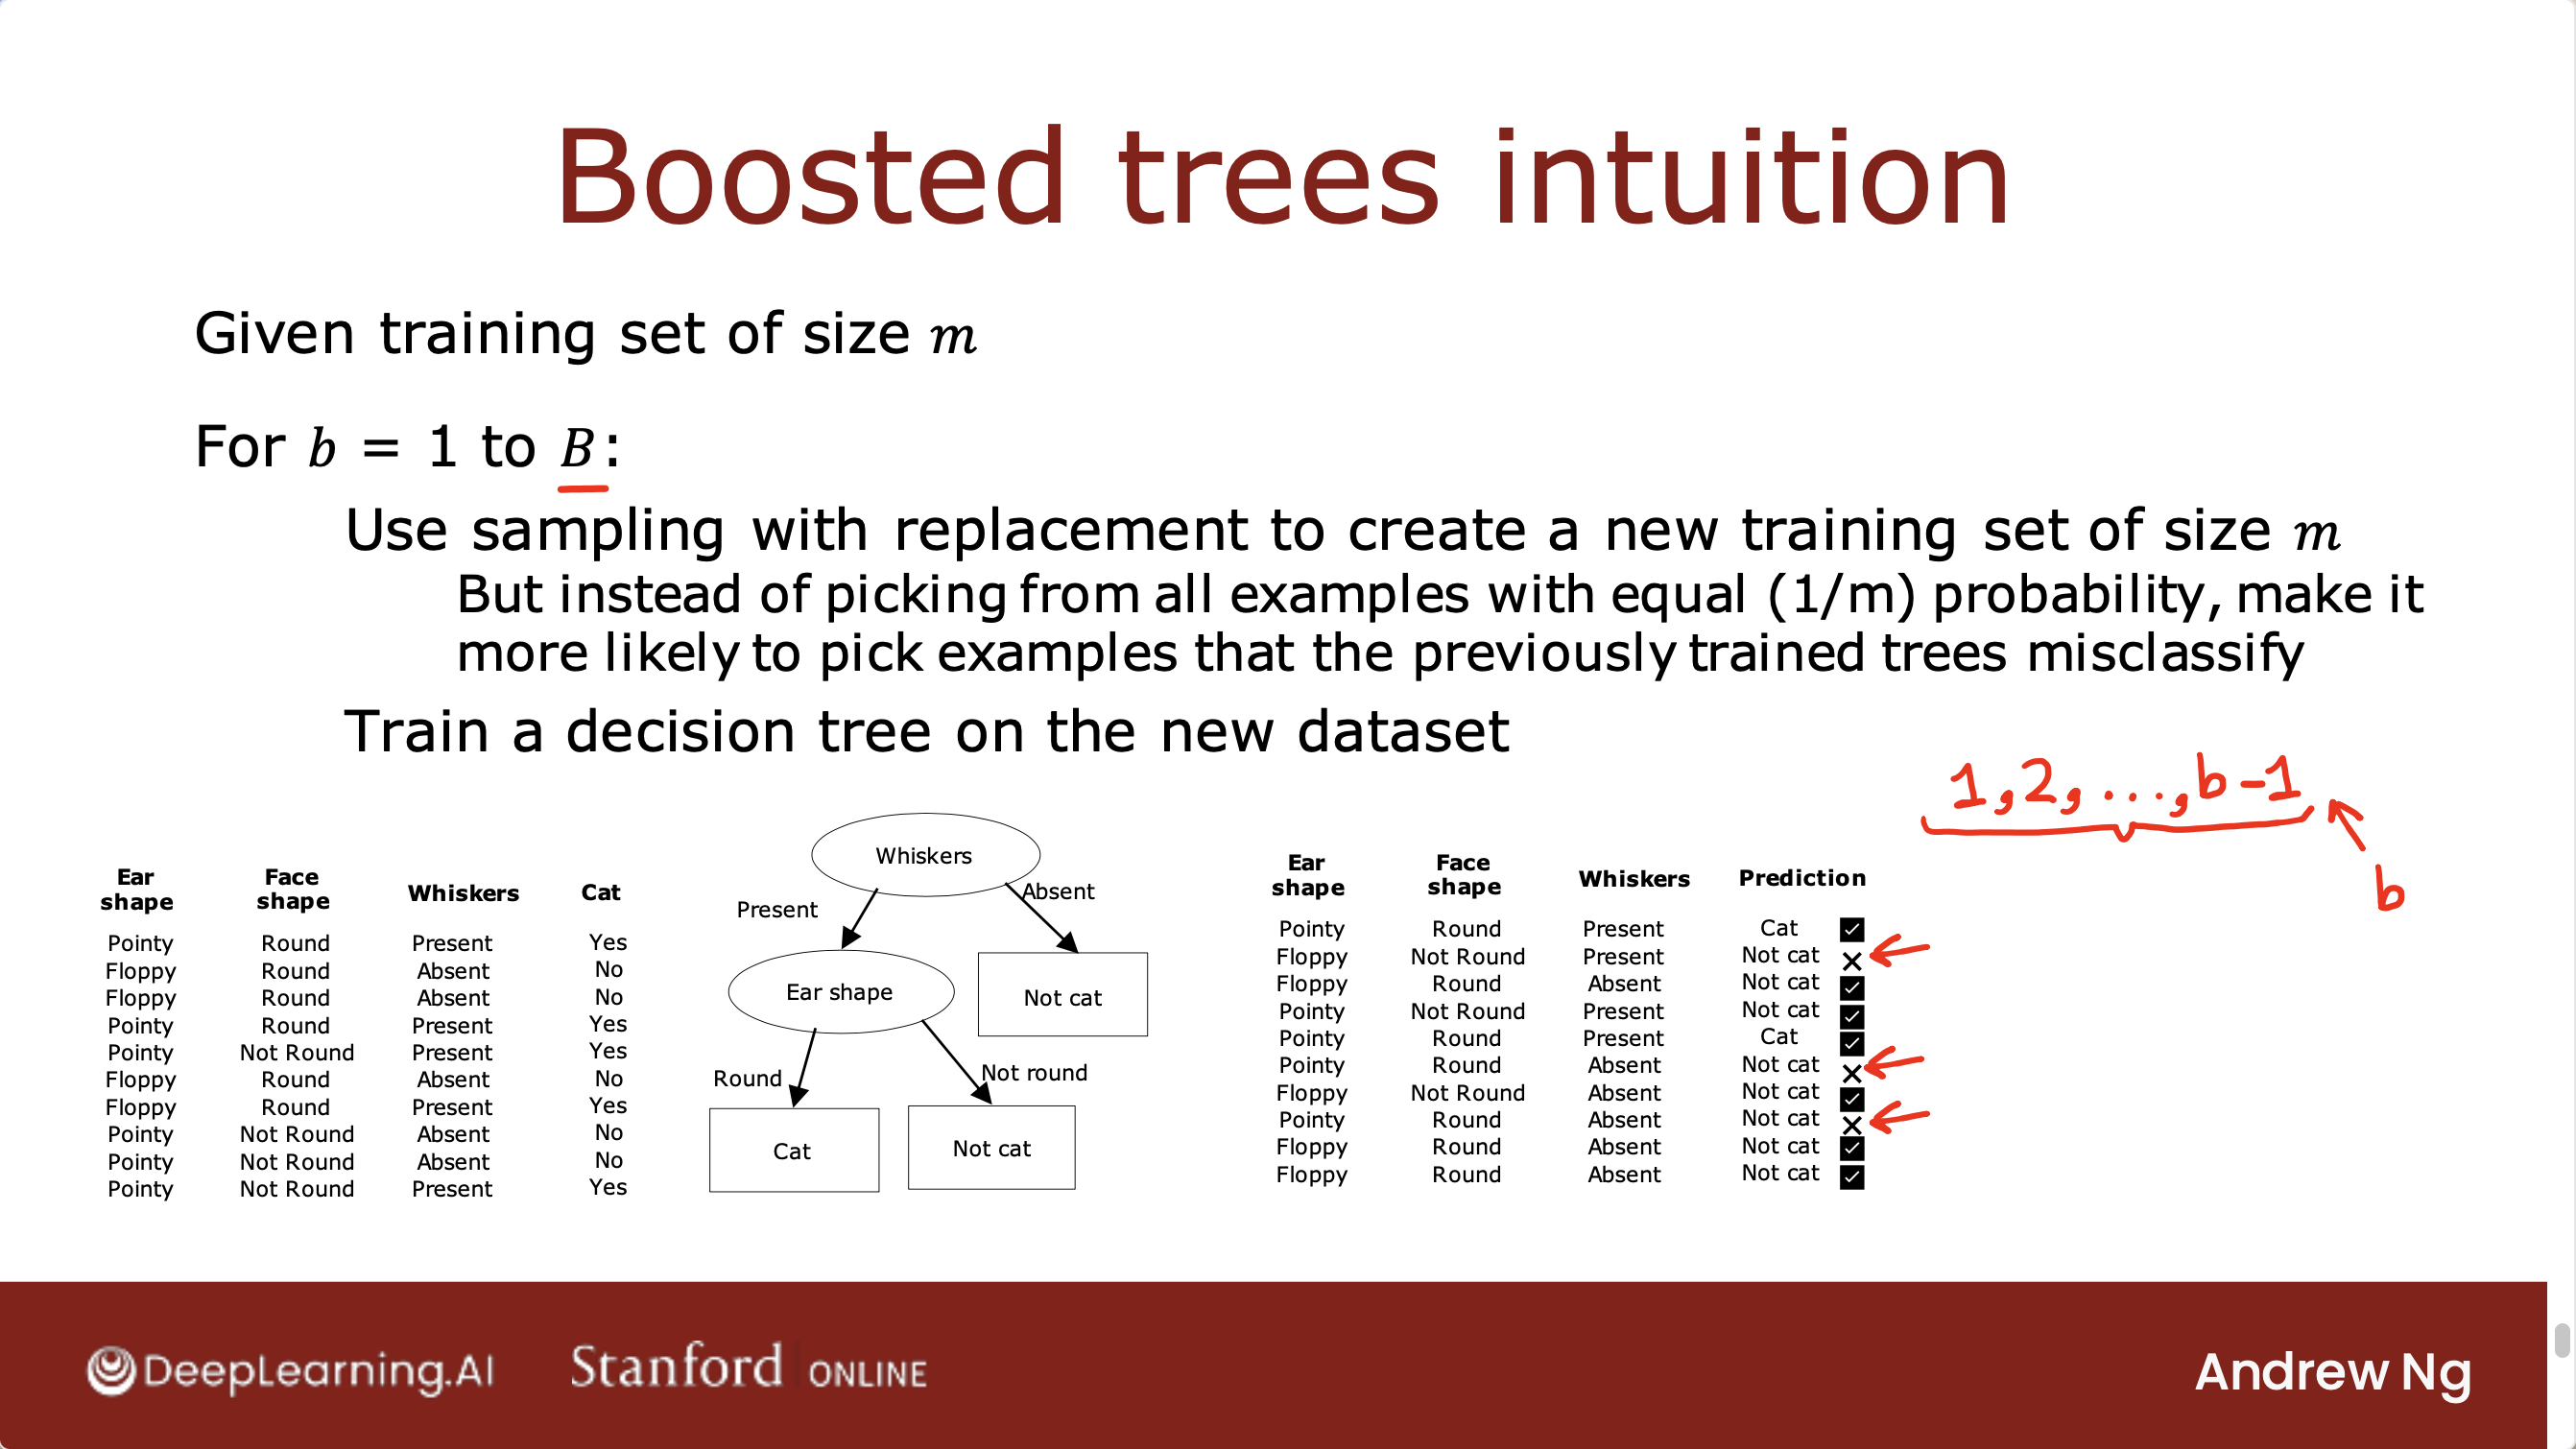 Boosted trees intuition
Given training set of size m
For b = 1 to B:
Use sampling with replacement to create a new training set of size m
But instead of picking from all examples with equal (1/m) probability, make it
more likely to pick examples that the previously trained trees misclassify
Train a decision tree on the new dataset
1,2,...,b-1
b
Ear shape Face shape Whiskers Cat
Pointy Round Present Yes
Floppy Round Absent No
Floppy Round Absent No
Pointy Round Present Yes
Pointy Not Round Present Yes
Floppy Round Absent No
Floppy Round Present Yes
Pointy Not Round Absent No
Pointy Not Round Absent No
Pointy Not Round Present Yes
Whiskers
Present
Absent
Ear shape
Not cat
Round
Not round
Cat
Not cat
Ear shape Face shape Whiskers Prediction
Pointy Round Present Cat
Floppy Not Round Present Not cat
Floppy Round Absent Not cat
Pointy Not Round Present Not cat
Pointy Round Present Cat
Pointy Round Absent Not cat
Floppy Not Round Absent Not cat
Pointy Round Absent Not cat
Floppy Round Absent Not cat
Floppy Round Absent Not cat
DeepLearning.AI
Stanford ONLINE
Andrew Ng